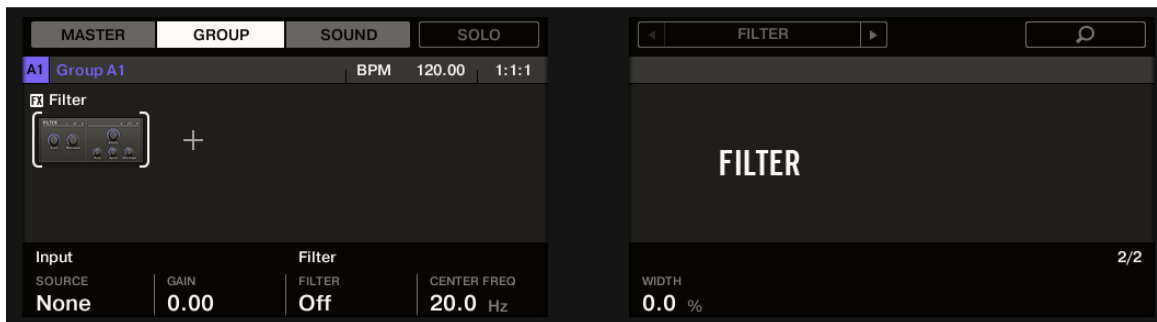 MASTER GROUP SOUND SOLO
FILTER
A1 Group A1 BPM 120.00 1:1:1
FX Filter
FILTER
FILTER
Input Filter
2/2
SOURCE GAIN FILTER CENTER FREQ
WIDTH
None 0.00 Off 20.0 Hz
0.0 %